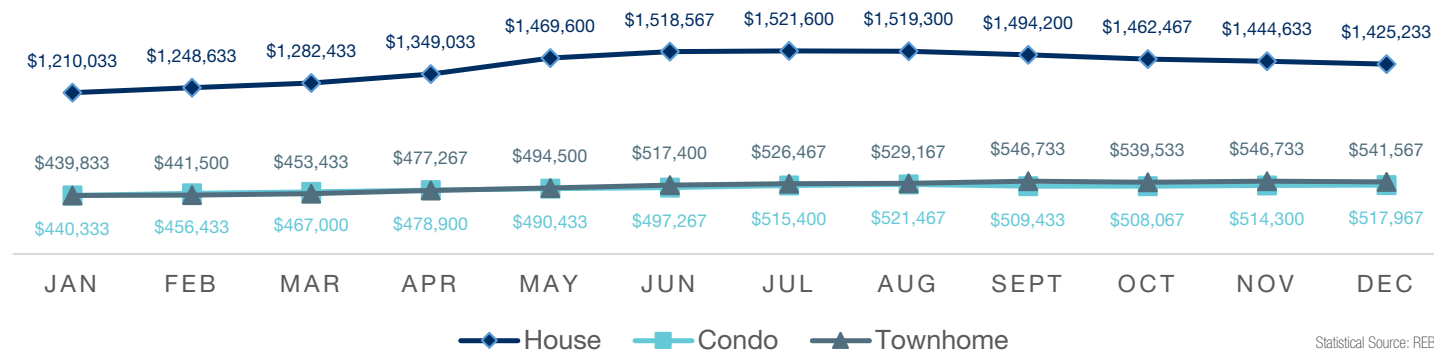 $1,210,033 $1,248,633 $1,282,433 $1,349,033 $1,469,600 $1,518,567 $1,521,600 $1,519,300 $1,494,200 $1,462,467 $1,444,633 $1,425,233
$439,833 $441,500 $453,433 $477,267 $494,500 $517,400 $526,467 $529,167 $546,733 $539,533 $546,733 $541,567
$440,333 $456,433 $467,000 $478,900 $490,433 $497,267 $515,400 $521,467 $509,433 $508,067 $514,300 $517,967
JAN FEB MAR APR MAY JUN JUL AUG SEPT OCT NOV DEC
House Condo Townhome
Statistical Source: REB